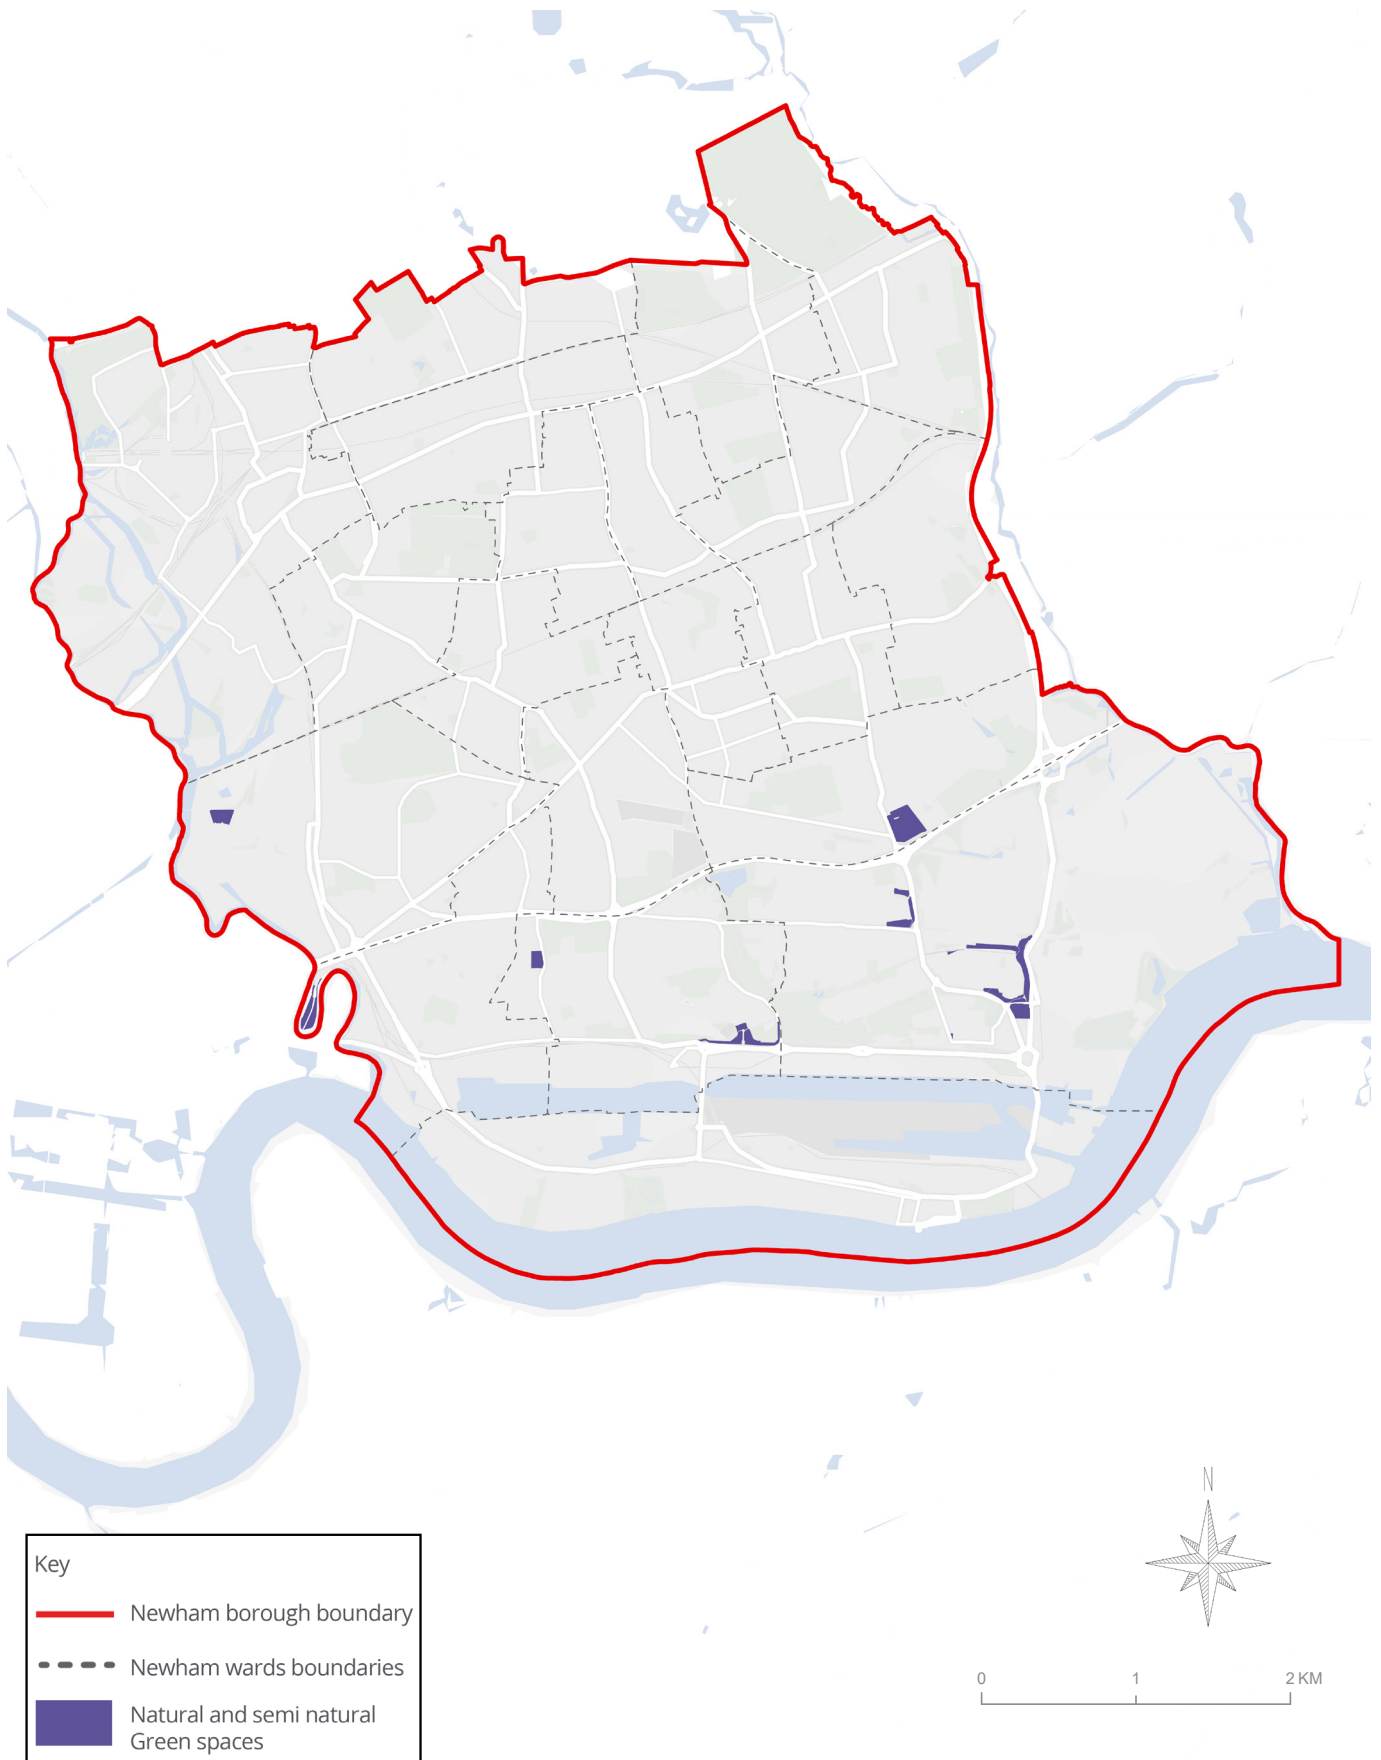 N
Key
Newham borough boundary
Newham wards boundaries
Natural and semi natural
Green spaces
0 1 2 KM